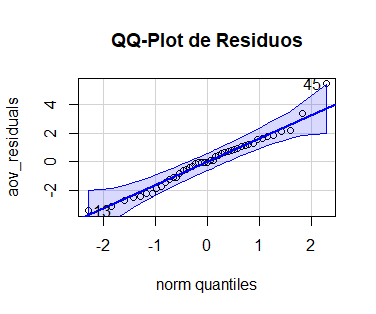 QQ-Plot de Residuos
aov_residuals
4
2
0
-2
45
13
-2 -1 0 1 2
norm quantiles